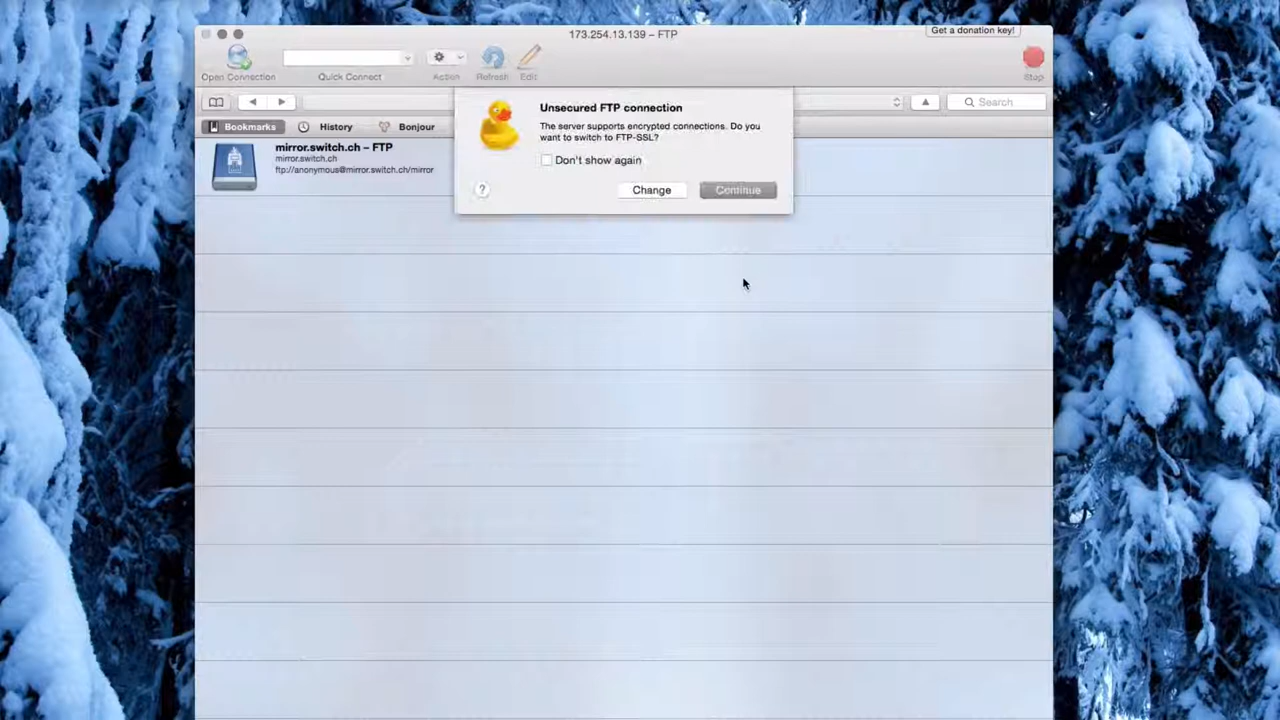 173.254.13.139 – FTP
Get a donation key!
Open Connection
Quick Connect
Action
Refresh
Edit
Stop
Search
Bookmarks
History
Bonjour
Unsecured FTP connection
The server supports encrypted connections. Do you
want to switch to FTP-SSL?
Don't show again
?
Change
Continue
mirror.switch.ch – FTP
mirror.switch.ch
ftp://anonymous@mirror.switch.ch/mirror